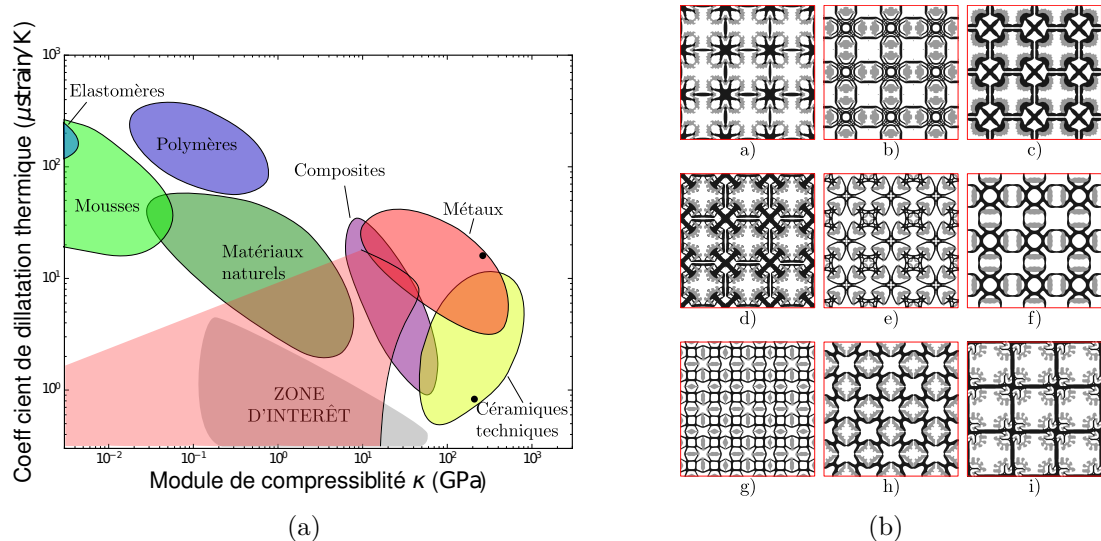 Coeff cient de dillatation thermique (μstrain/K)
10³
10²
10¹
10⁰
Elastomères
Polymères
Mousses
Matériaux
naturels
Composites
Métaux
ZONE
D'INTERÊT
Céramiques
techniques
10⁻²
10⁻¹
10⁰
10¹
10²
10³
Module de compressiblité κ (GPa)
(a)
a)
b)
c)
d)
e)
f)
g)
h)
i)
(b)